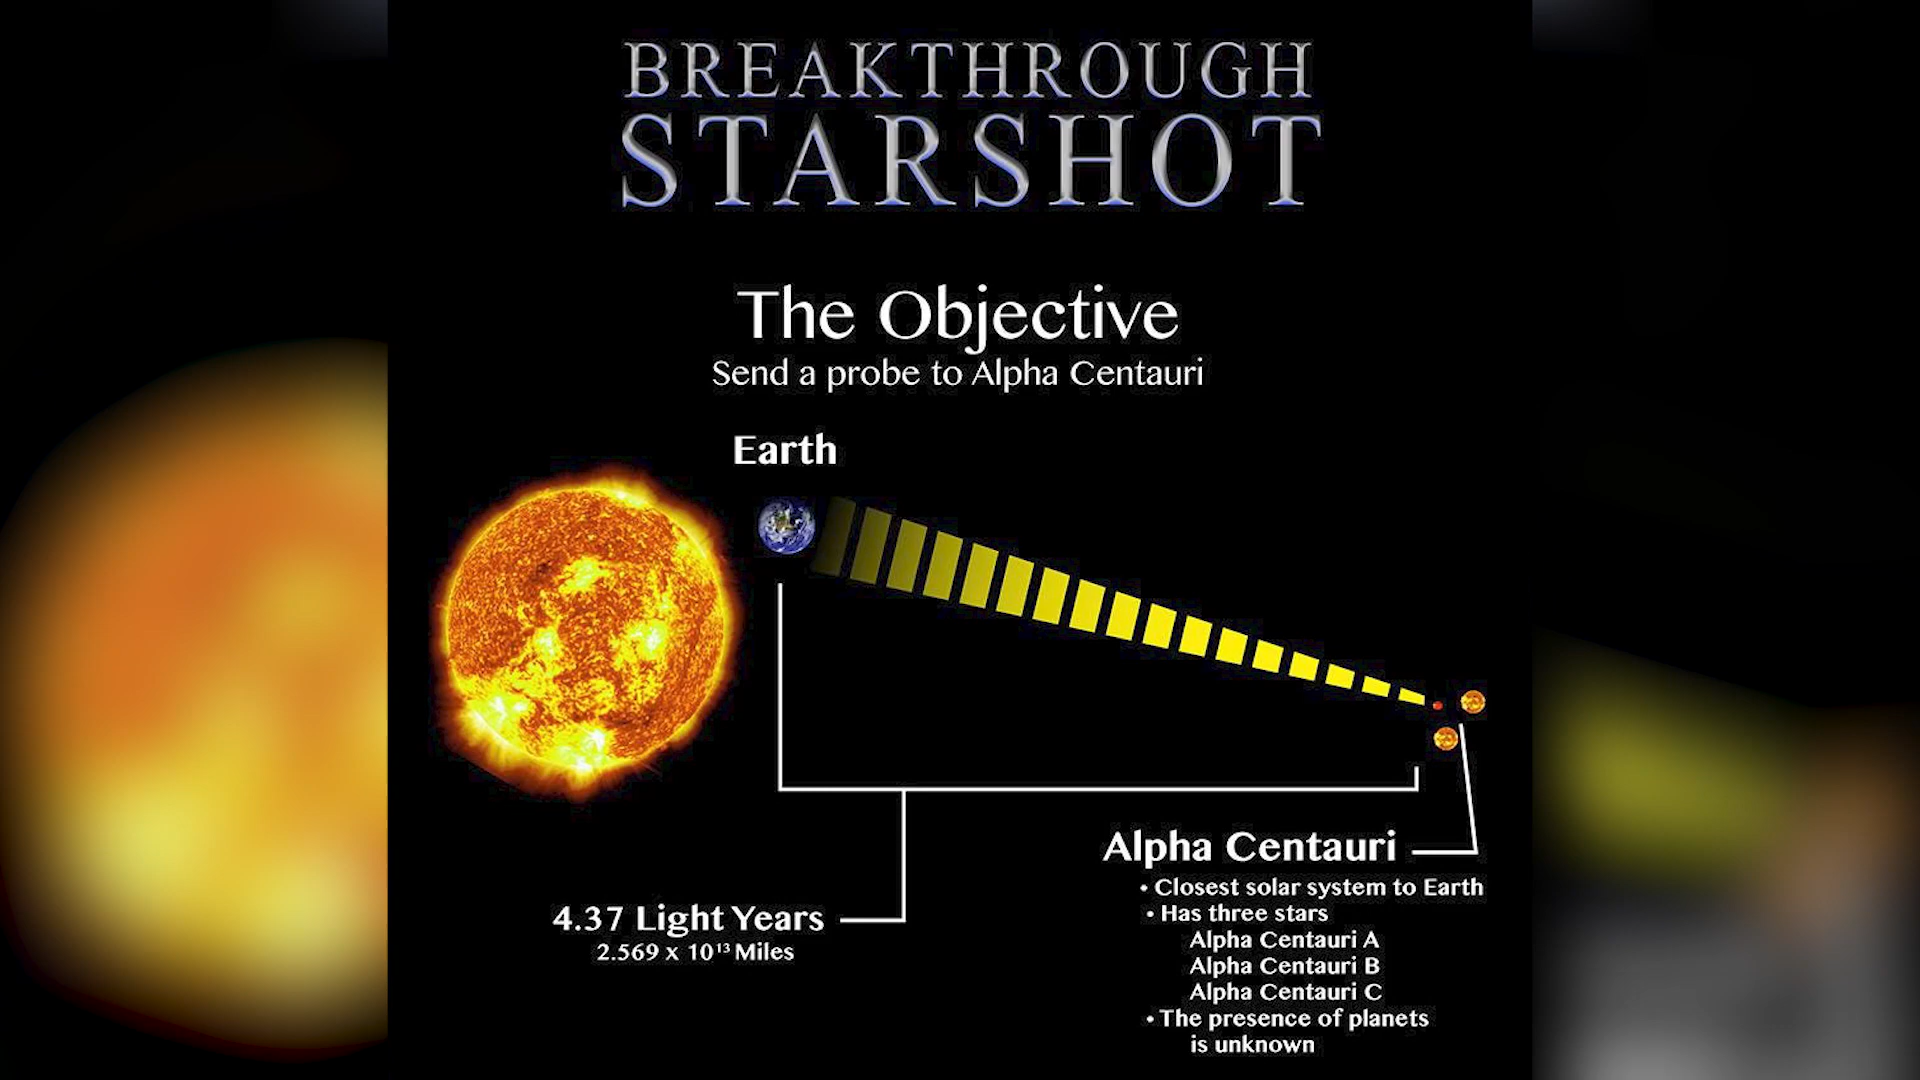 BREAKTHROUGH
STARSHOT
The Objective
Send a probe to Alpha Centauri
Earth
Alpha Centauri
• Closest solar system to Earth
• Has three stars
Alpha Centauri A
Alpha Centauri B
Alpha Centauri C
• The presence of planets
is unknown
4.37 Light Years
2.569 x 10¹³ Miles